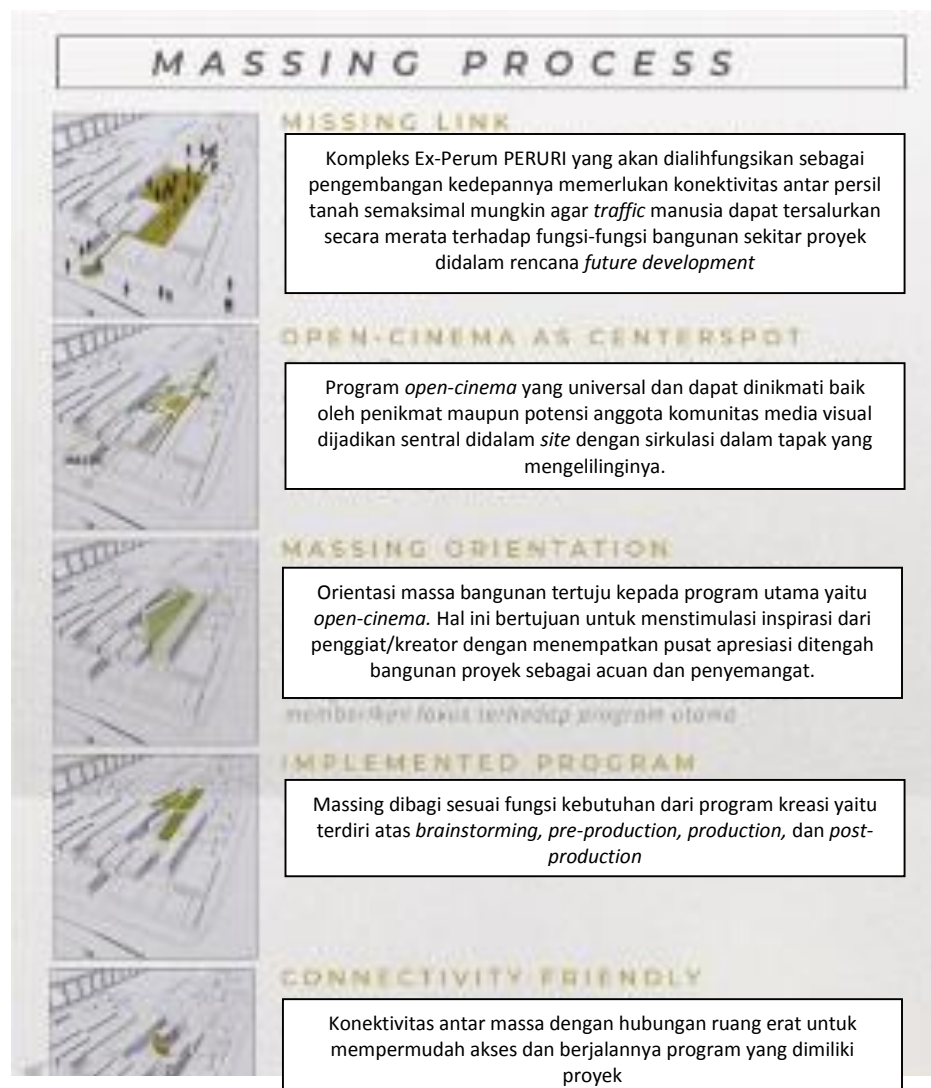 MASSING PROCESS
MISSING LINK
Kompleks Ex-Perum PERURI yang akan dialihfungsikan sebagai
pengembangan kedepannya memerlukan konektivitas antar persil
tanah semaksimal mungkin agar traffic manusia dapat tersalurkan
secara merata terhadap fungsi-fungsi bangunan sekitar proyek
didalam rencana future development
OPEN-CINEMA AS CENTERSPOT
Program open-cinema yang universal dan dapat dinikmati baik
oleh penikmat maupun potensi anggota komunitas media visual
dijadikan sentral didalam site dengan sirkulasi dalam tapak yang
mengelilinginya.
MASSING ORIENTATION
Orientasi massa bangunan tertuju kepada program utama yaitu
open-cinema. Hal ini bertujuan untuk menstimulasi inspirasi dari
penggiat/kreator dengan menempatkan pusat apresiasi ditengah
bangunan proyek sebagai acuan dan penyemangat.
memberikan fokus terhadap program utama
IMPLEMENTED PROGRAM
Massing dibagi sesuai fungsi kebutuhan dari program kreasi yaitu
terdiri atas brainstorming, pre-production, production, dan post-
production
CONNECTIVITY FRIENDLY
Konektivitas antar massa dengan hubungan ruang erat untuk
mempermudah akses dan berjalannya program yang dimiliki
proyek